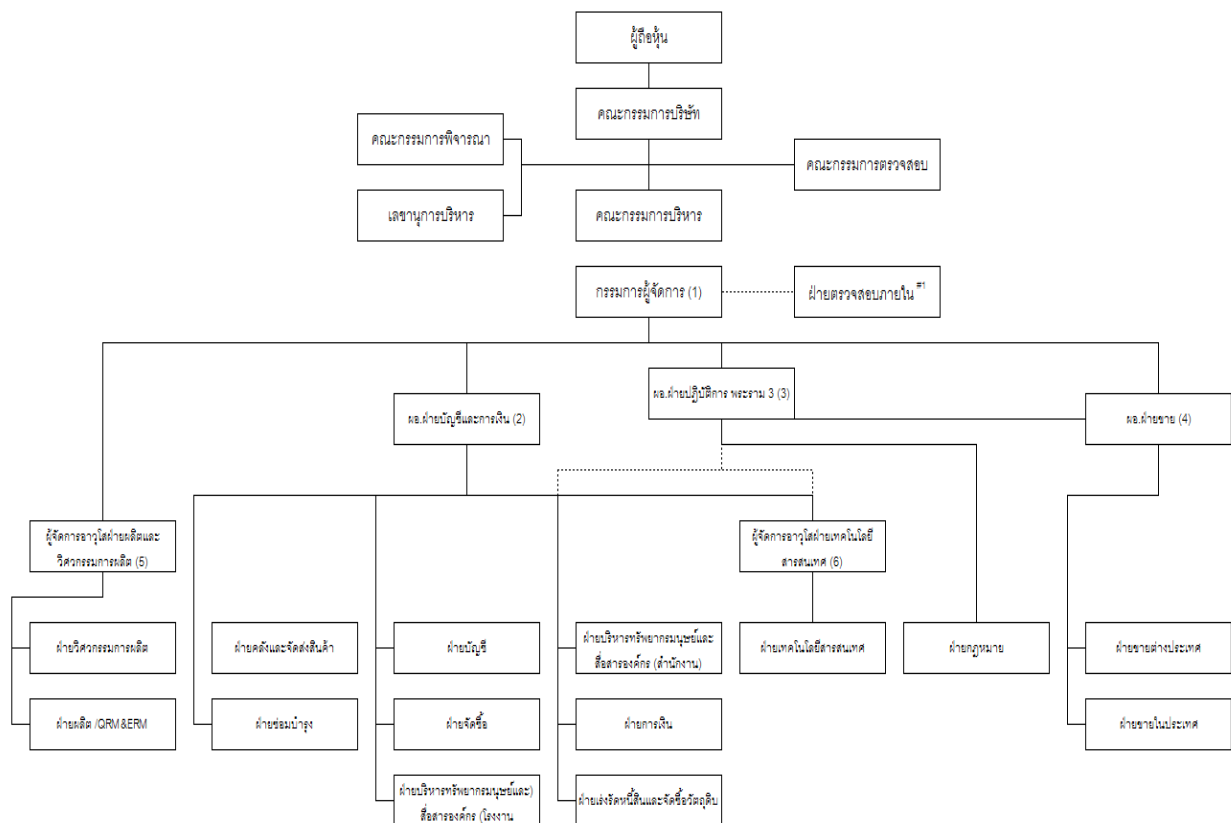 ผู้ถือหุ้น
คณะกรรมการบริษัท
คณะกรรมการพิจารณา
คณะกรรมการตรวจสอบ
เลขานุการบริหาร
คณะกรรมการบริหาร
กรรมการผู้จัดการ (1)
ฝ่ายตรวจสอบภายใน #1
ผอ.ฝ่ายปฏิบัติการ พระราม 3 (3)
ผอ.ฝ่ายบัญชีและการเงิน (2)
ผอ.ฝ่ายขาย (4)
ผู้จัดการอาวุโสฝ่ายผลิตและ
วิศวกรรมการผลิต (5)
ผู้จัดการอาวุโสฝ่ายเทคโนโลยี
สารสนเทศ (6)
ฝ่ายวิศวกรรมการผลิต
ฝ่ายคลังและจัดส่งสินค้า
ฝ่ายบัญชี
ฝ่ายบริหารทรัพยากรมนุษย์และ
สื่อสารองค์กร (สำนักงาน)
ฝ่ายเทคโนโลยีสารสนเทศ
ฝ่ายกฎหมาย
ฝ่ายขายต่างประเทศ
ฝ่ายผลิต /QRM&ERM
ฝ่ายซ่อมบำรุง
ฝ่ายจัดซื้อ
ฝ่ายการเงิน
ฝ่ายขายในประเทศ
ฝ่ายบริหารทรัพยากรมนุษย์และ)
สื่อสารองค์กร (โรงงาน
ฝ่ายเร่งรัดหนี้สินและจัดซื้อวัตถุดิบ